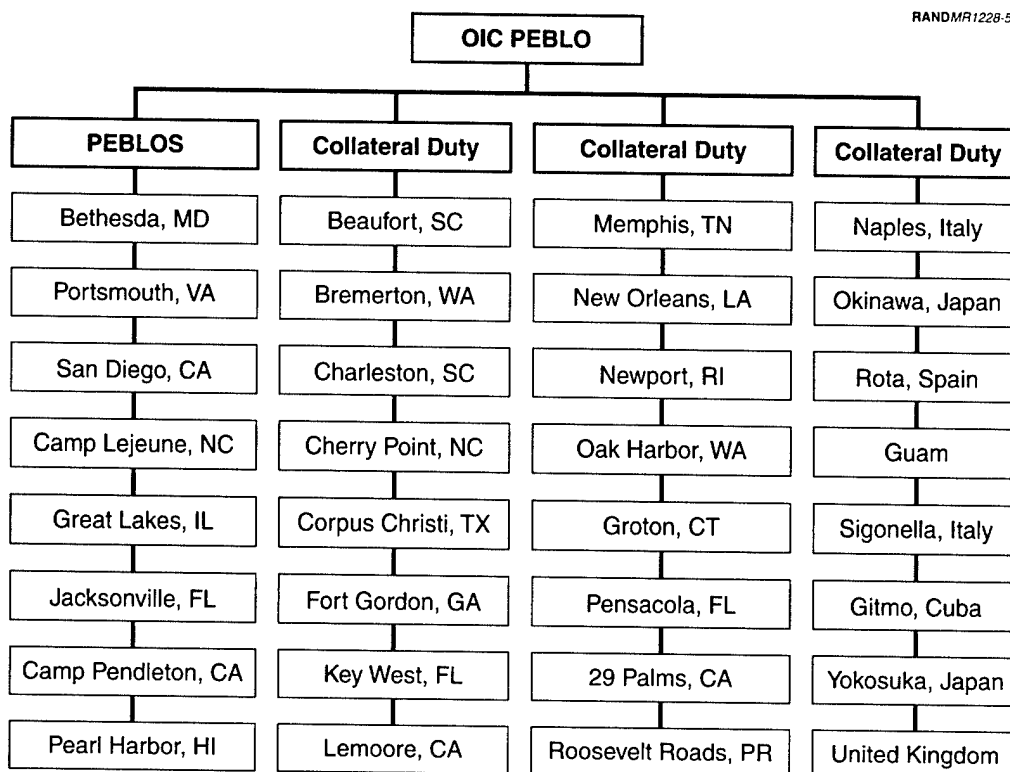 RANDMR1228-5
OIC PEBLO
PEBLOS
Bethesda, MD
Portsmouth, VA
San Diego, CA
Camp Lejeune, NC
Great Lakes, IL
Jacksonville, FL
Camp Pendleton, CA
Pearl Harbor, HI
Collateral Duty
Beaufort, SC
Bremerton, WA
Charleston, SC
Cherry Point, NC
Corpus Christi, TX
Fort Gordon, GA
Key West, FL
Lemoore, CA
Collateral Duty
Memphis, TN
New Orleans, LA
Newport, RI
Oak Harbor, WA
Groton, CT
Pensacola, FL
29 Palms, CA
Roosevelt Roads, PR
Collateral Duty
Naples, Italy
Okinawa, Japan
Rota, Spain
Guam
Sigonella, Italy
Gitmo, Cuba
Yokosuka, Japan
United Kingdom